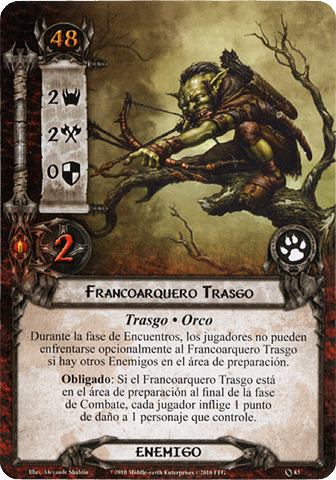 48
2
2
0
2
Francoarquero Trasgo
Trasgo • Orco
Durante la fase de Encuentros, los jugadores no pueden
enfrentarse opcionalmente al Francoarquero Trasgo
si hay otros Enemigos en el área de preparación.
Obligado: Si el Francoarquero Trasgo está
en el área de preparación al final de la fase
de Combate, cada jugador inflige 1 punto
de daño a 1 personaje que controle.
ENEMIGO
Illus. Alexandr Shaldin ©2010 Middle-earth Enterprises ©2010 FFG 83